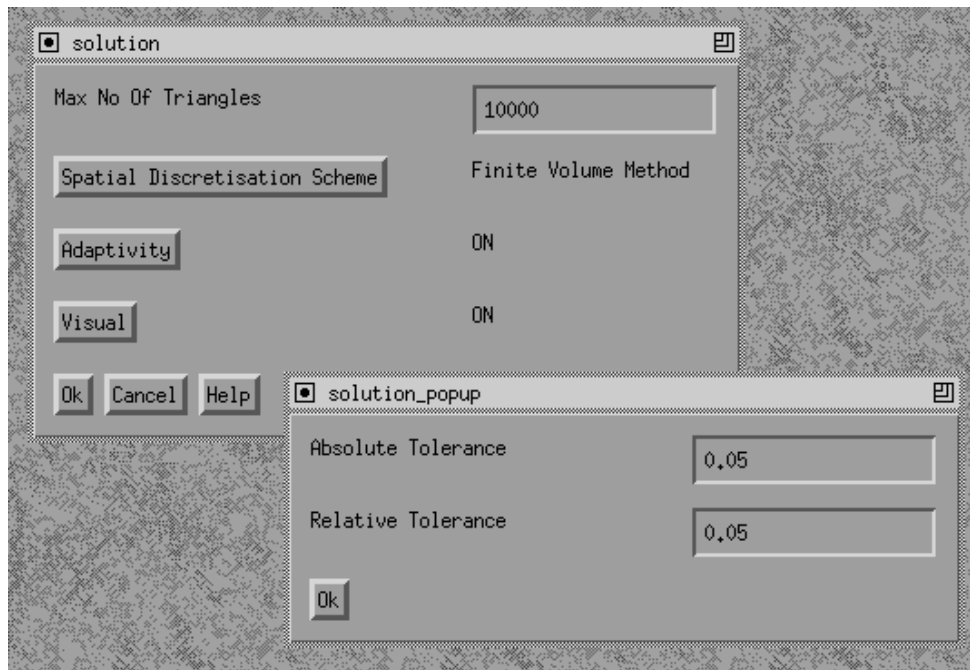 solution
Max No Of Triangles 10000
Spatial Discretisation Scheme Finite Volume Method
Adaptivity ON
Visual ON
Ok Cancel Help
solution_popup
Absolute Tolerance 0.05
Relative Tolerance 0.05
Ok